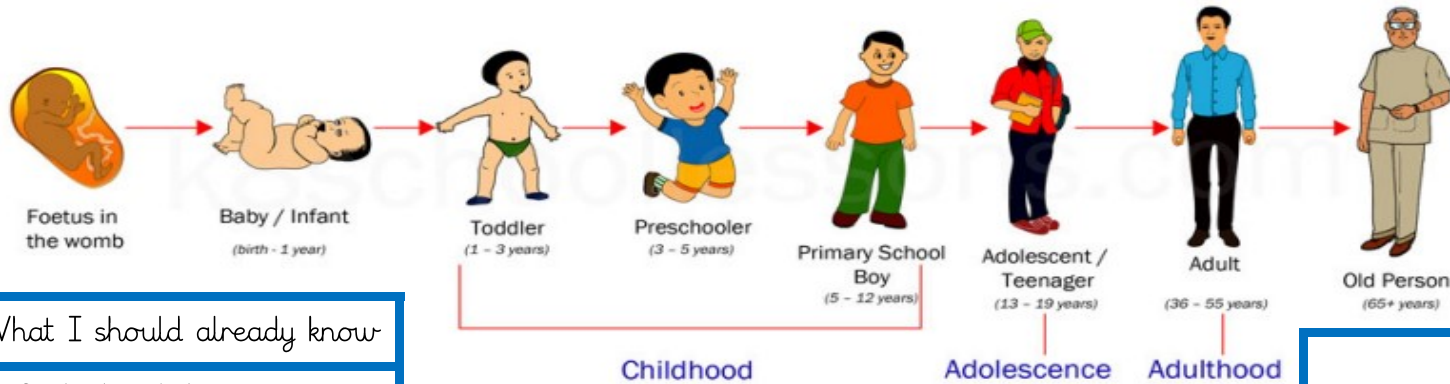 Foetus in
the womb
Baby / Infant
(birth - 1 year)
Toddler
(1 – 3 years)
Preschooler
(3 – 5 years)
Primary School
Boy
(5 – 12 years)
Adolescent /
Teenager
(13 – 19 years)
Adult
(36 – 55 years)
Old Person
(65+ years)
Childhood
Adolescence
Adulthood
What I should already know
k8schoollessons.com